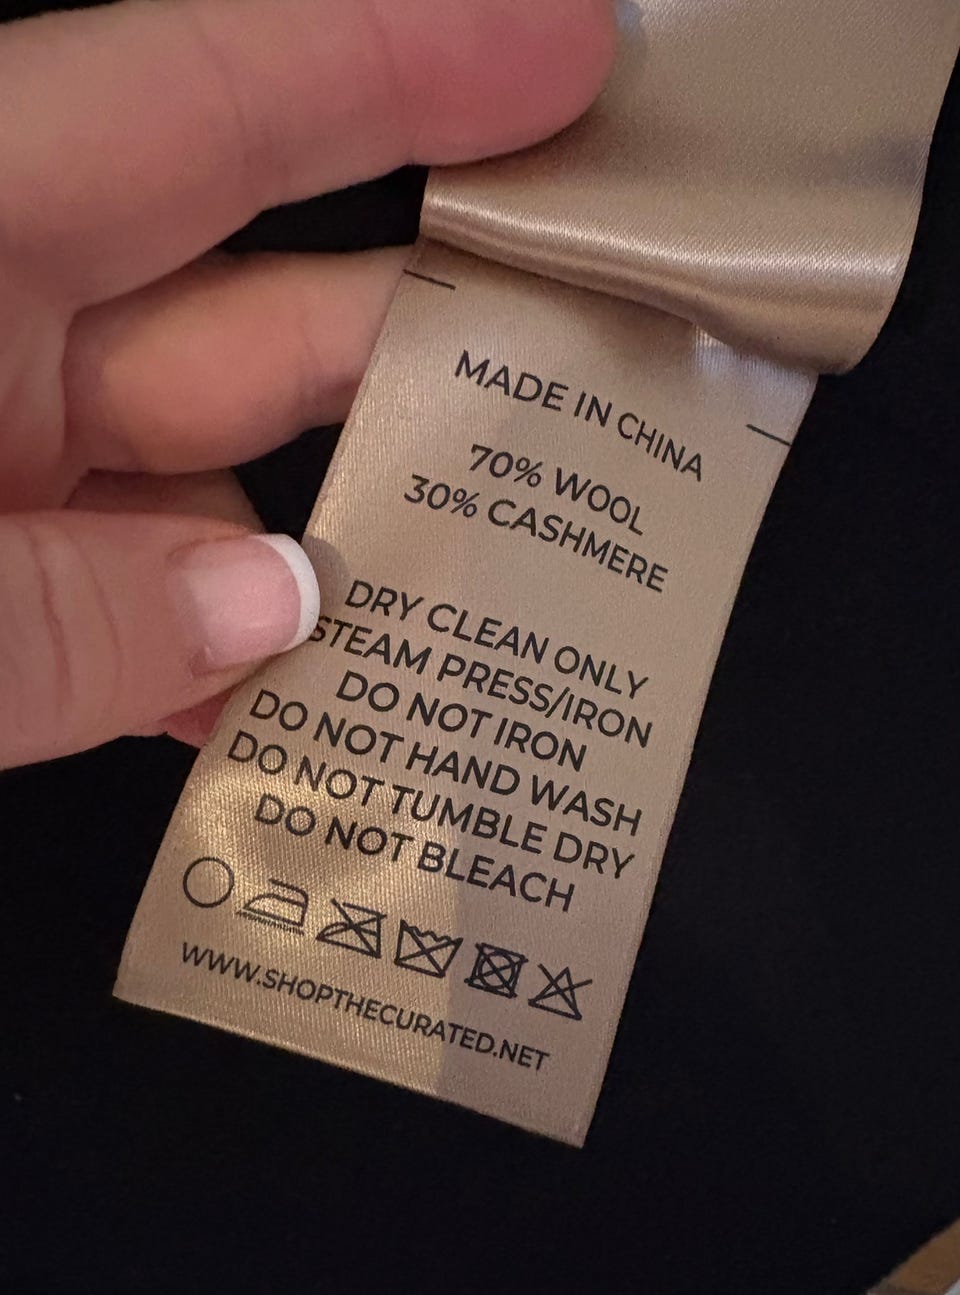 MADE IN CHINA
70% WOOL
30% CASHMERE
DRY CLEAN ONLY
STEAM PRESS/IRON
DO NOT IRON
DO NOT HAND WASH
DO NOT TUMBLE DRY
DO NOT BLEACH
WWW.SHOPTHECURATED.NET